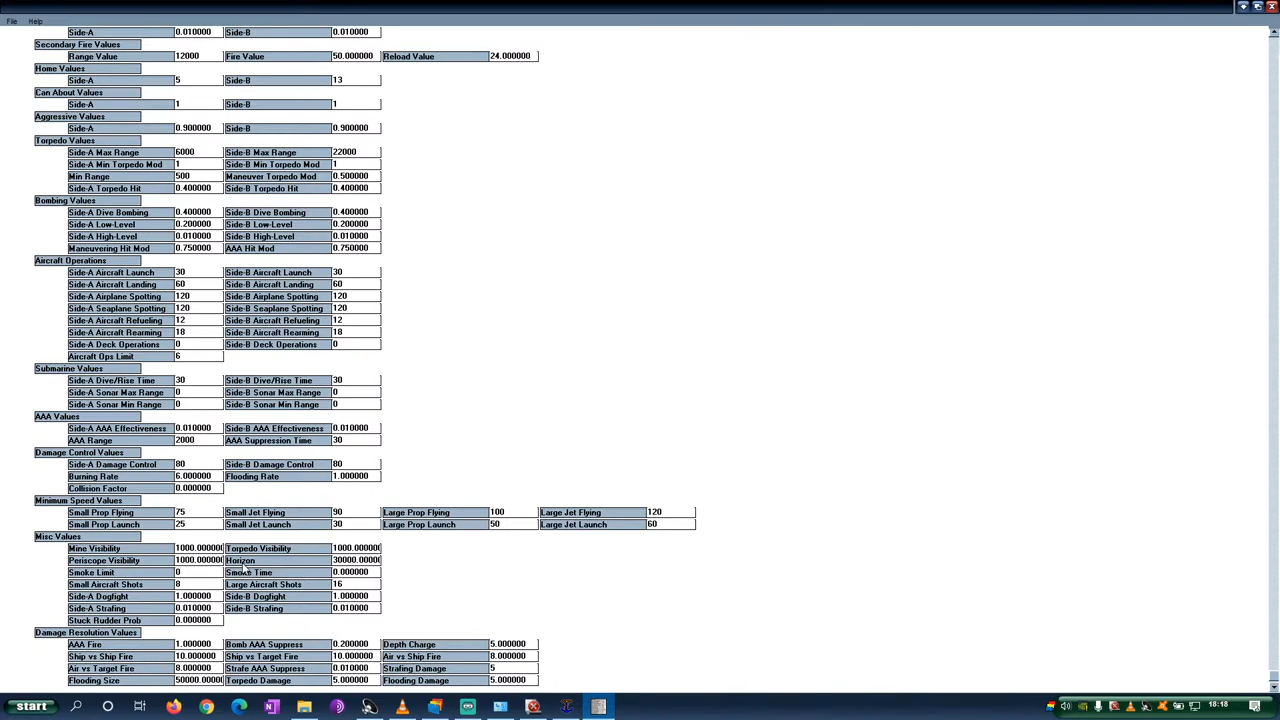 File Help
Side-A 0.010000 Side-B 0.010000
Secondary Fire Values
Range Value 12000 Fire Value 50.000000 Reload Value 24.000000
Home Values
Side-A 5 Side-B 13
Can About Values
Side-A 1 Side-B 1
Aggressive Values
Side-A 0.900000 Side-B 0.900000
Torpedo Values
Side-A Max Range 6000 Side-B Max Range 22000
Side-A Min Torpedo Mod 1 Side-B Min Torpedo Mod 1
Min Range 500 Maneuver Torpedo Mod 0.500000
Side-A Torpedo Hit 0.400000 Side-B Torpedo Hit 0.400000
Bombing Values
Side-A Dive Bombing 0.400000 Side-B Dive Bombing 0.400000
Side-A Low-Level 0.200000 Side-B Low-Level 0.200000
Side-A High-Level 0.010000 Side-B High-Level 0.010000
Maneuvering Hit Mod 0.750000 AAA Hit Mod 0.750000
Aircraft Operations
Side-A Aircraft Launch 30 Side-B Aircraft Launch 30
Side-A Aircraft Landing 60 Side-B Aircraft Landing 60
Side-A Airplane Spotting 120 Side-B Airplane Spotting 120
Side-A Seaplane Spotting 120 Side-B Seaplane Spotting 120
Side-A Aircraft Refueling 12 Side-B Aircraft Refueling 12
Side-A Aircraft Rearming 18 Side-B Aircraft Rearming 18
Side-A Deck Operations 0 Side-B Deck Operations 0
Aircraft Ops Limit 6
Submarine Values
Side-A Dive/Rise Time 30 Side-B Dive/Rise Time 30
Side-A Sonar Max Range 0 Side-B Sonar Max Range 0
Side-A Sonar Min Range 0 Side-B Sonar Min Range 0
AAA Values
Side-A AAA Effectiveness 0.010000 Side-B AAA Effectiveness 0.010000
AAA Range 2000 AAA Suppression Time 30
Damage Control Values
Side-A Damage Control 80 Side-B Damage Control 80
Burning Rate 6.000000 Flooding Rate 1.000000
Collision Factor 0.000000
Minimum Speed Values
Small Prop Flying 75 Small Jet Flying 90 Large Prop Flying 100 Large Jet Flying 120
Small Prop Launch 25 Small Jet Launch 30 Large Prop Launch 50 Large Jet Launch 60
Misc Values
Mine Visibility 1000.00000 Torpedo Visibility 1000.00000
Periscope Visibility 1000.00000 Horizon 30000.0000
Smoke Limit 0 Smoke Time 0.000000
Small Aircraft Shots 8 Large Aircraft Shots 16
Side-A Dogfight 1.000000 Side-B Dogfight 1.000000
Side-A Strafing 0.010000 Side-B Strafing 0.010000
Stuck Rudder Prob 0.000000
Damage Resolution Values
AAA Fire 1.000000 Bomb AAA Suppress 0.200000 Depth Charge 5.000000
Ship vs Ship Fire 10.000000 Ship vs Target Fire 10.000000 Air vs Ship Fire 8.000000
Air vs Target Fire 8.000000 Strafe AAA Suppress 0.010000 Strafing Damage 5
Flooding Size 50000.0000 Torpedo Damage 5.000000 Flooding Damage 5.000000
start 18:18